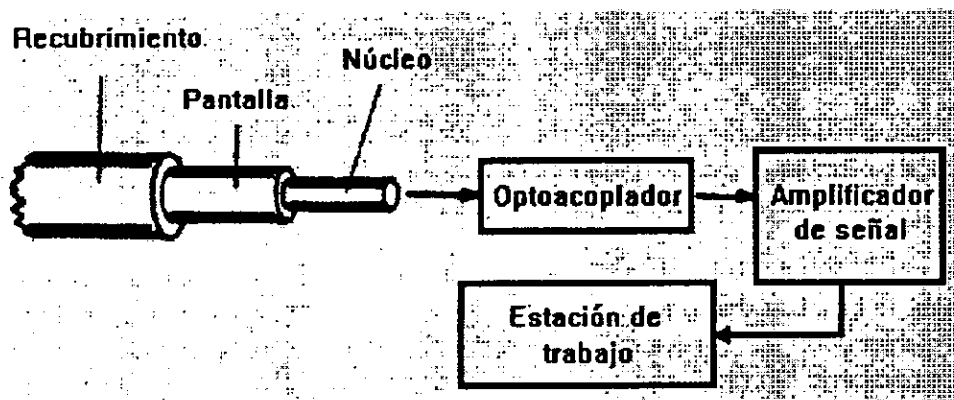 Recubrimiento
Núcleo
Pantalla
Optoacoplador
Amplificador
de señal
Estación de
trabajo